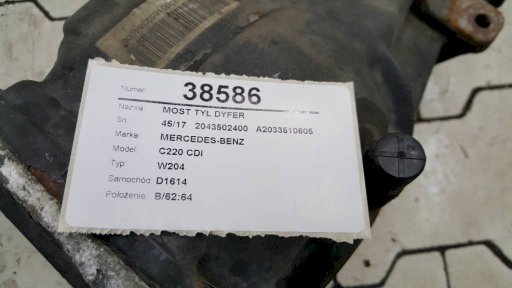 Numer: 38586
Nazwa: MOST TYŁ DYFER
Sn: 45/17 2043502400 A2033510605
Marka: MERCEDES-BENZ
Model: C220 CDI
Typ: W204
Samochód: D1614
Położenie: B/62:64